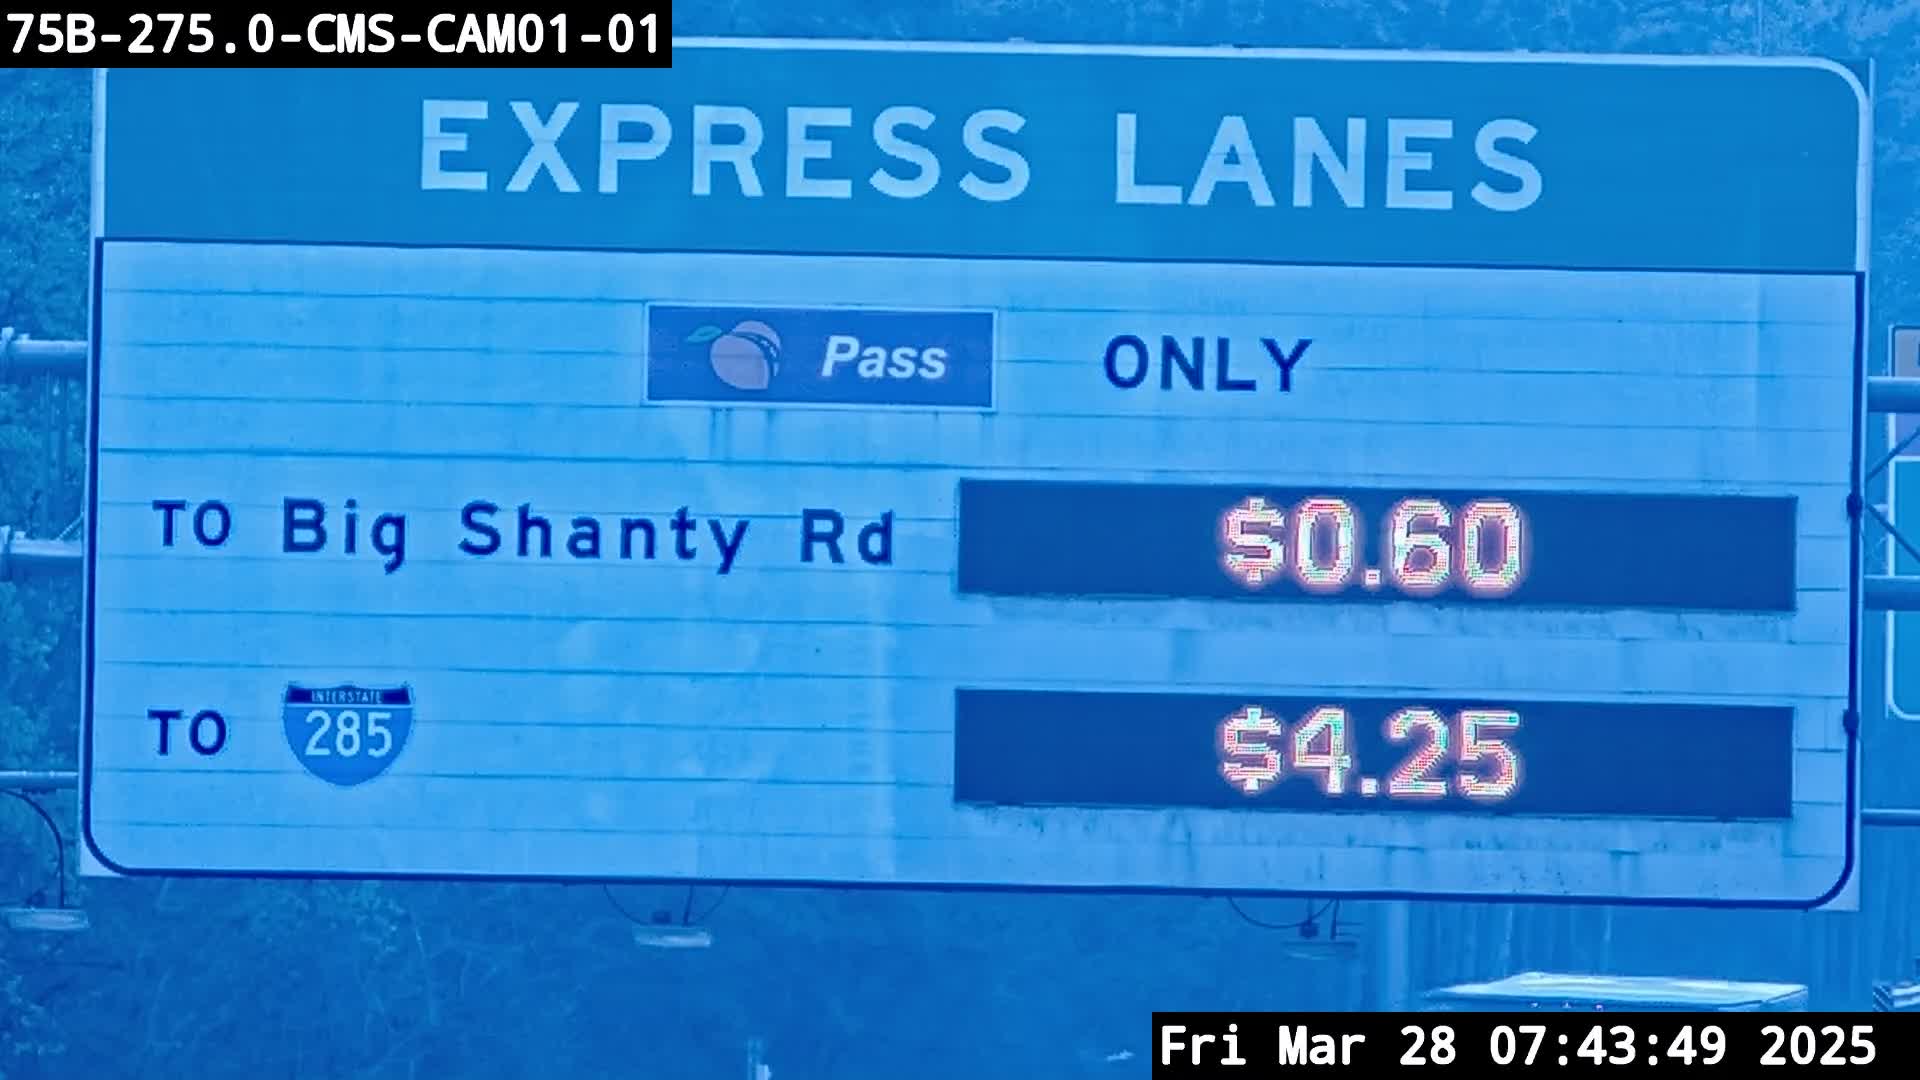 75B-275.0-CMS-CAM01-01
EXPRESS LANES
Pass ONLY
TO Big Shanty Rd $0.60
INTERSTATE
TO 285 $4.25
Fri Mar 28 07:43:49 2025